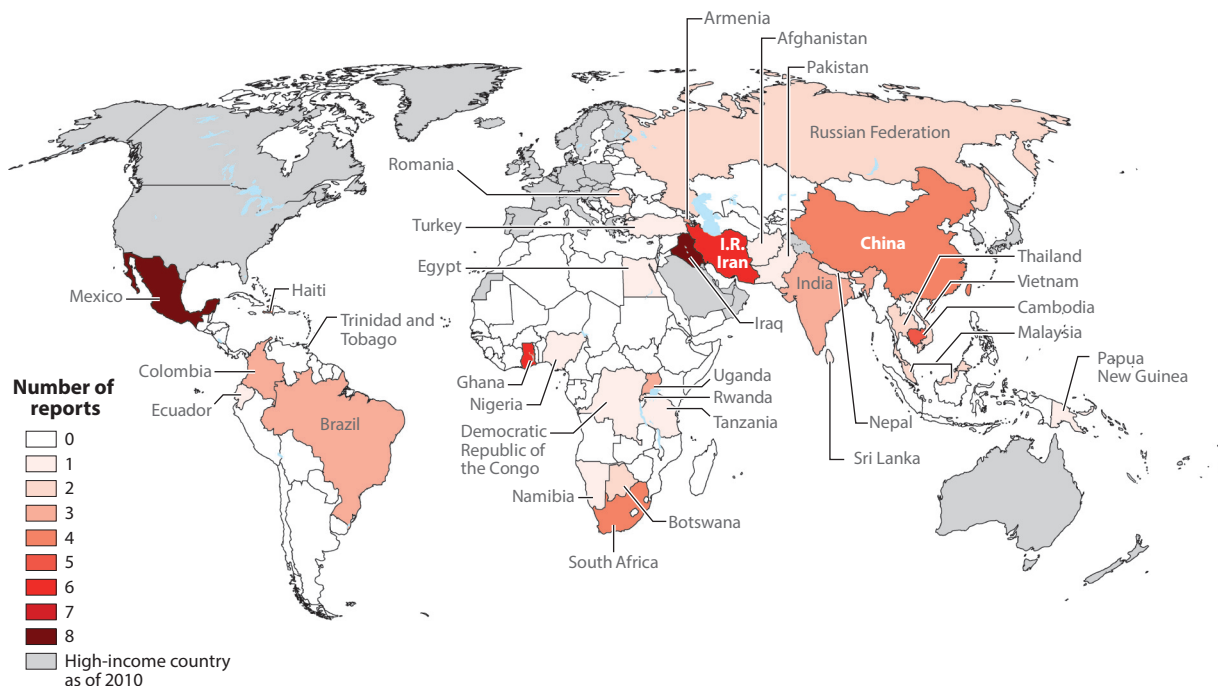 Armenia
Afghanistan
Pakistan
Russian Federation
Romania
Turkey
Egypt
I.R.
Iran
China
Thailand
Vietnam
India
Cambodia
Malaysia
Mexico
Haiti
Iraq
Trinidad and
Tobago
Papua
New Guinea
Colombia
Ghana
Nigeria
Uganda
Rwanda
Tanzania
Nepal
Ecuador
Brazil
Democratic
Republic of
the Congo
Sri Lanka
Namibia
Botswana
South Africa
Number of
reports
0
1
2
3
4
5
6
7
8
High-income country
as of 2010